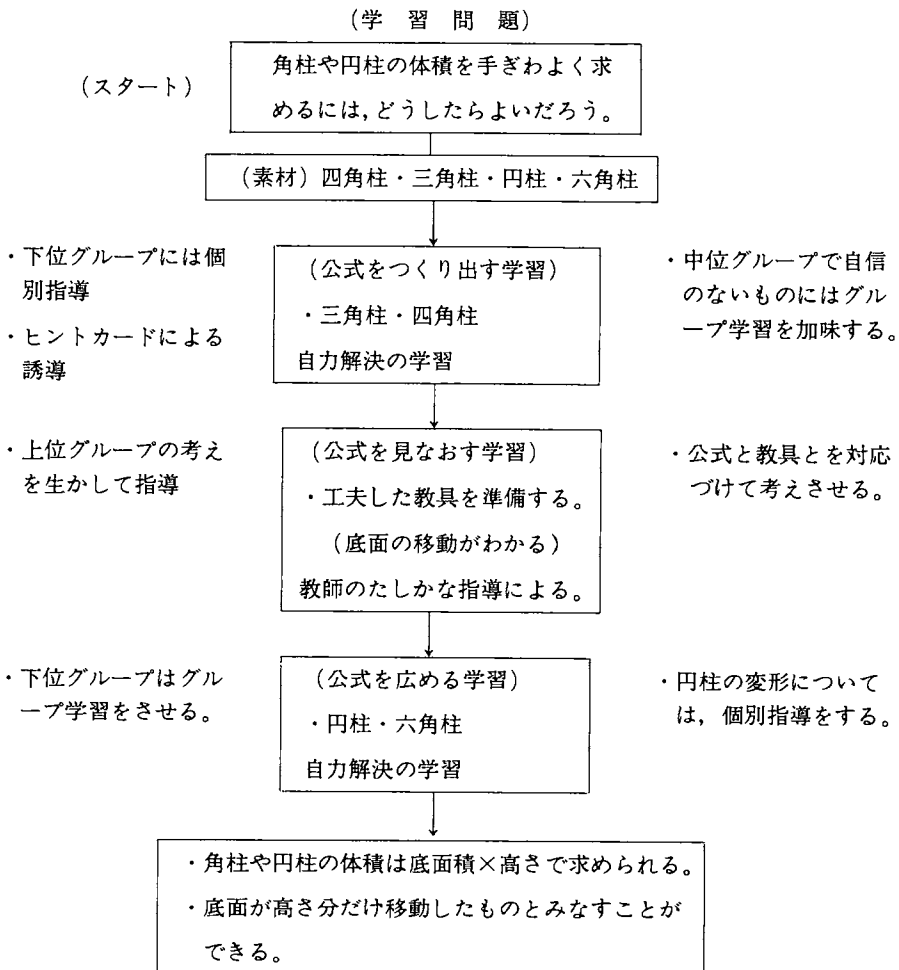 (学習問題)
(スタート)
角柱や円柱の体積を手ぎわよく求
めるには,どうしたらよいだろう。
(素材)四角柱・三角柱・円柱・六角柱
・下位グループには個
別指導
・ヒントカードによる
誘導
(公式をつくり出す学習)
・三角柱・四角柱
自力解決の学習
・中位グループで自信
のないものにはグル
ープ学習を加味する。
・上位グループの考え
を生かして指導
(公式を見なおす学習)
・工夫した教具を準備する。
(底面の移動がわかる)
教師のたしかな指導による。
・公式と教具とを対応
づけて考えさせる。
・下位グループはグル
ープ学習をさせる。
(公式を広める学習)
・円柱・六角柱
自力解決の学習
・円柱の変形について
は,個別指導をする。
・角柱や円柱の体積は底面積×高さで求められる。
・底面が高さ分だけ移動したものとみなすことが
できる。